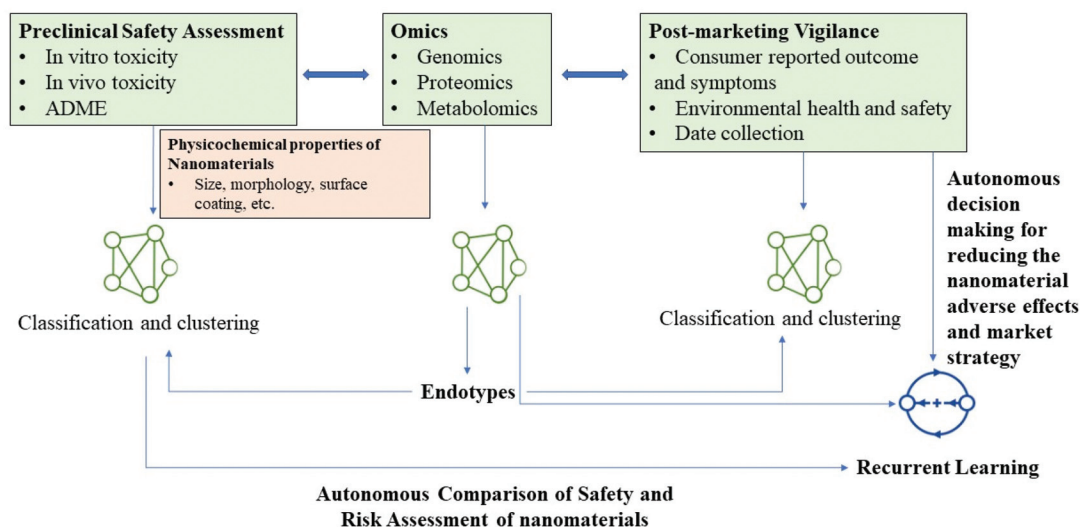 Preclinical Safety Assessment
• In vitro toxicity
• In vivo toxicity
• ADME
Omics
• Genomics
• Proteomics
• Metabolomics
Post-marketing Vigilance
• Consumer reported outcome
and symptoms
• Environmental health and safety
• Date collection
Physicochemical properties of
Nanomaterials
• Size, morphology, surface
coating, etc.
Autonomous
decision
making for
reducing the
nanomaterial
adverse effects
and market
strategy
Classification and clustering
Classification and clustering
Endotypes
Recurrent Learning
Autonomous Comparison of Safety and
Risk Assessment of nanomaterials